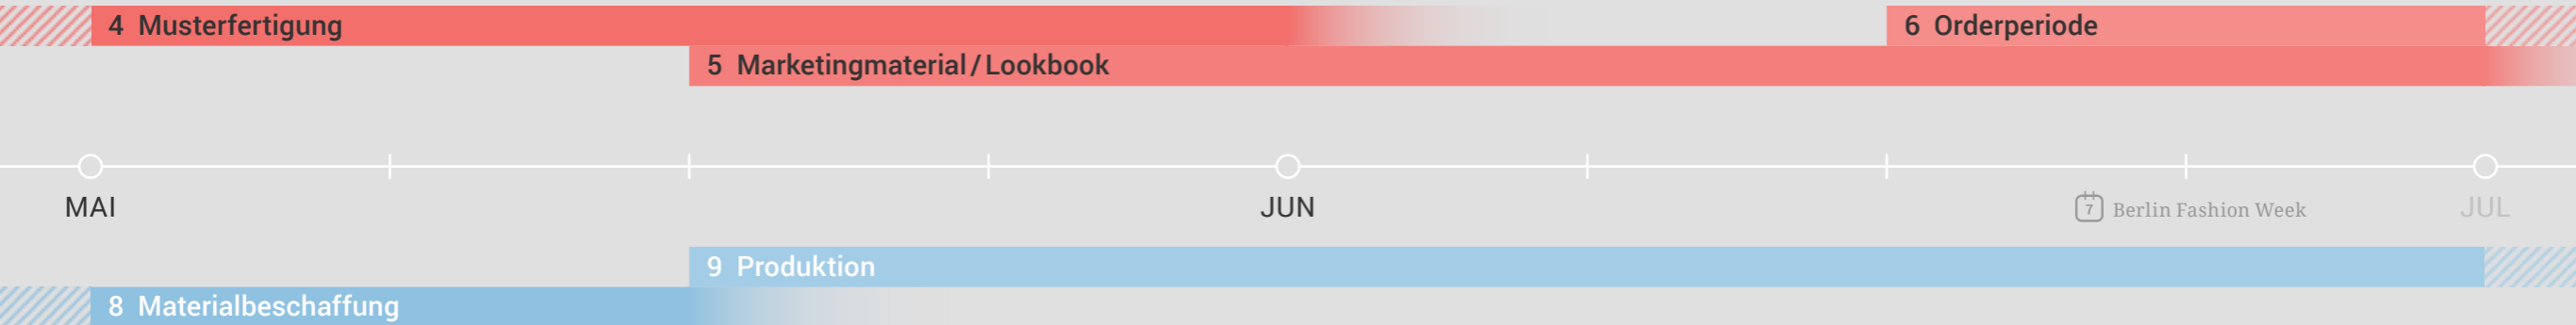 4 Musterfertigung
6 Orderperiode
5 Marketingmaterial/Lookbook
MAI
JUN
7 Berlin Fashion Week
JUL
9 Produktion
8 Materialbeschaffung